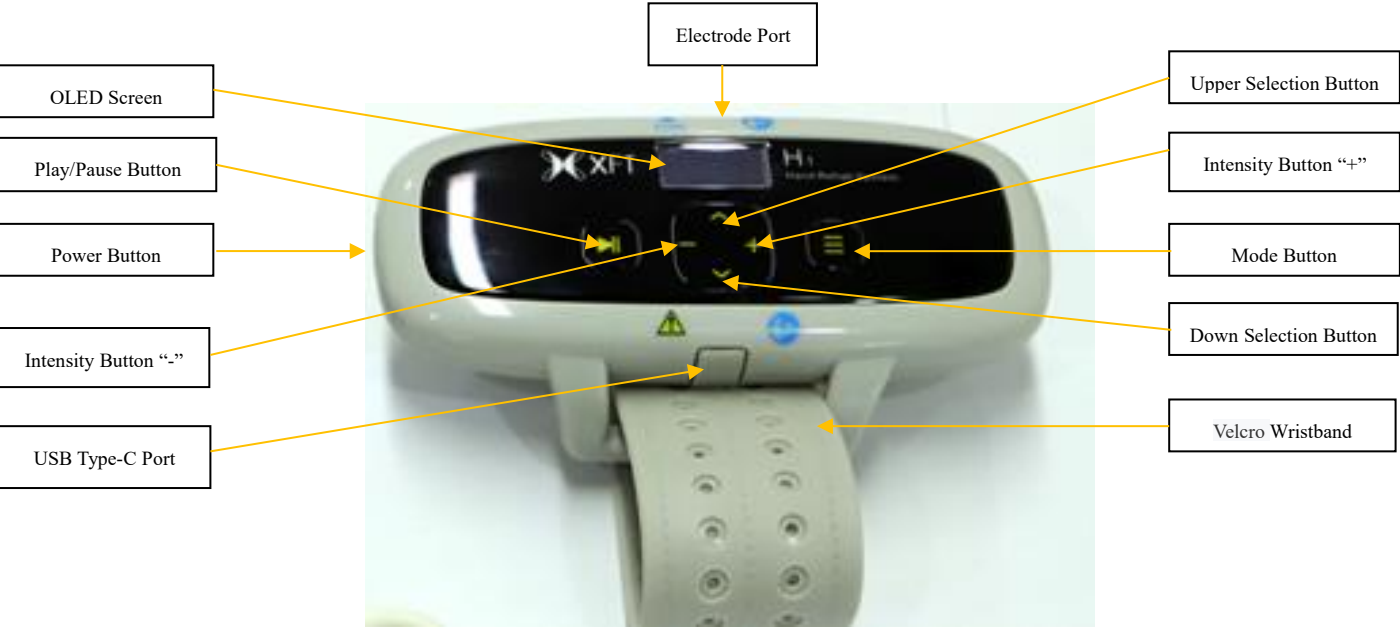 Electrode Port
OLED Screen
Upper Selection Button
Play/Pause Button
Intensity Button “+”
Power Button
Mode Button
Intensity Button “-”
Down Selection Button
USB Type-C Port
Velcro Wristband
XFT
H1